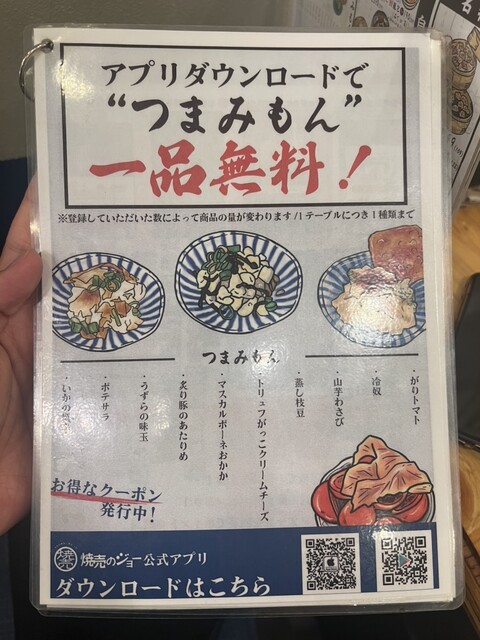 アプリダウンロードで
“つまみもん”
一品無料！
※登録していただいた数によって商品の量が変わります/1テーブルにつき1種類まで
つまみもん
がりトマト
冷奴
山芋わさび
蒸し枝豆
トリュフがっこクリームチーズ
マスカルポーネおかか
炙り豚のあたりめ
うずらの味玉
ポテサラ
いかの
お得なクーポン
発行中!
焼売のジョー公式アプリ
ダウンロードはこちら